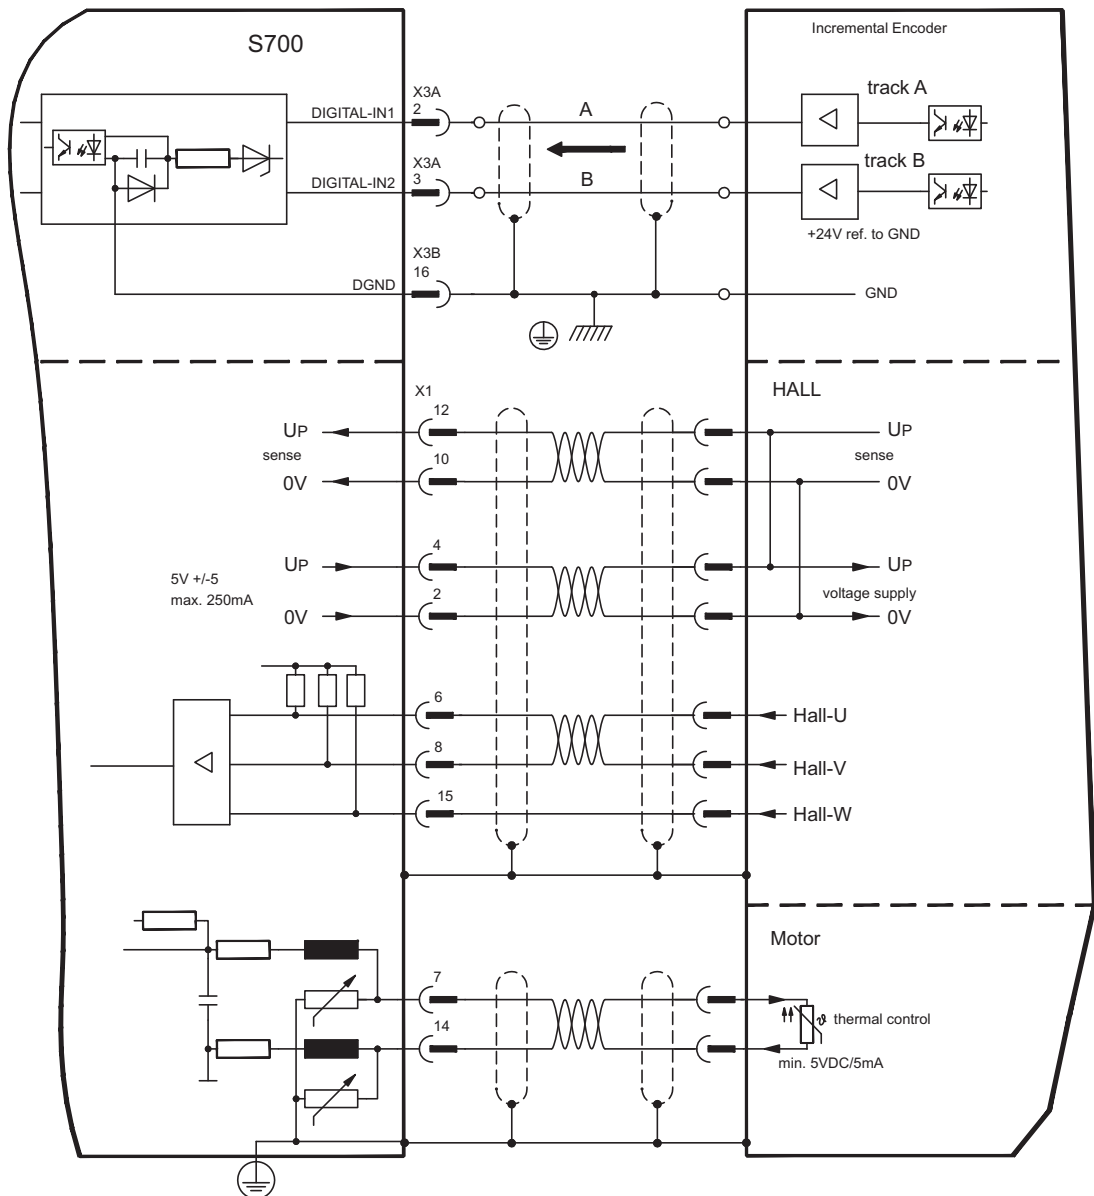 S700
Incremental Encoder
X3A
2
DIGITAL-IN1
A
track A
X3A
3
DIGITAL-IN2
B
track B
+24V ref. to GND
X3B
16
DGND
GND
X1
HALL
12
UP
UP
sense
sense
10
0V
0V
4
UP
UP
5V +/-5
max. 250mA
voltage supply
2
0V
0V
6
Hall-U
8
Hall-V
15
Hall-W
Motor
7
14
ϑ thermal control
min. 5VDC/5mA